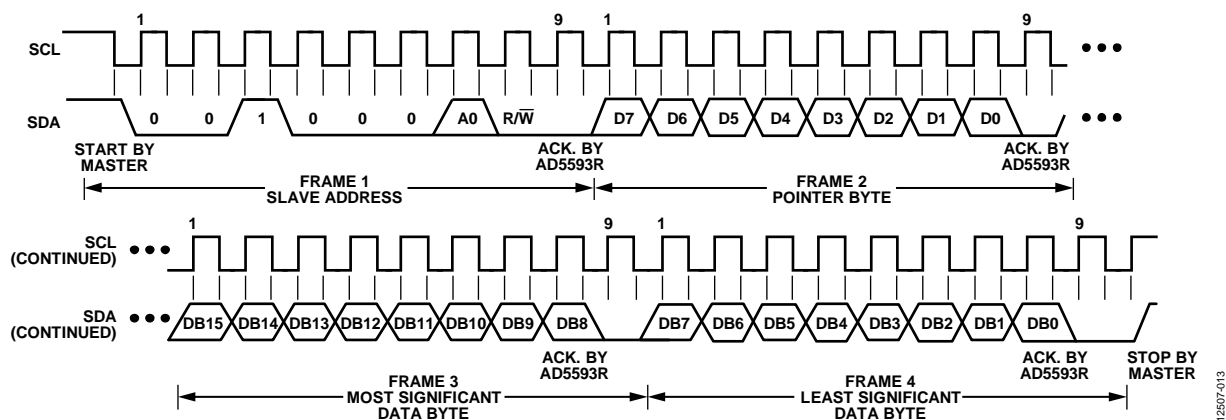 1 9 1 9
SCL
SDA 0 0 1 0 0 0 A0 R/W̅ D7 D6 D5 D4 D3 D2 D1 D0
START BY
MASTER
ACK. BY
AD5593R
ACK. BY
AD5593R
FRAME 1
SLAVE ADDRESS
FRAME 2
POINTER BYTE
1 9 1 9
SCL
(CONTINUED)
SDA
(CONTINUED)
DB15 DB14 DB13 DB12 DB11 DB10 DB9 DB8 DB7 DB6 DB5 DB4 DB3 DB2 DB1 DB0
ACK. BY
AD5593R
ACK. BY
AD5593R
STOP BY
MASTER
FRAME 3
MOST SIGNIFICANT
DATA BYTE
FRAME 4
LEAST SIGNIFICANT
DATA BYTE
12507-013